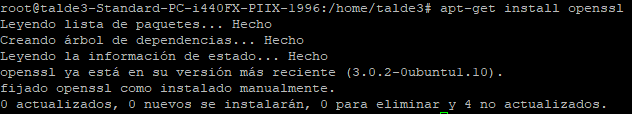 root@talde3-Standard-PC-i440FX-PIIX-1996:/home/talde3# apt-get install openssl
Leyendo lista de paquetes... Hecho
Creando árbol de dependencias... Hecho
Leyendo la información de estado... Hecho
openssl ya está en su versión más reciente (3.0.2-0ubuntu1.10).
fijado openssl como instalado manualmente.
0 actualizados, 0 nuevos se instalarán, 0 para eliminar y 4 no actualizados.